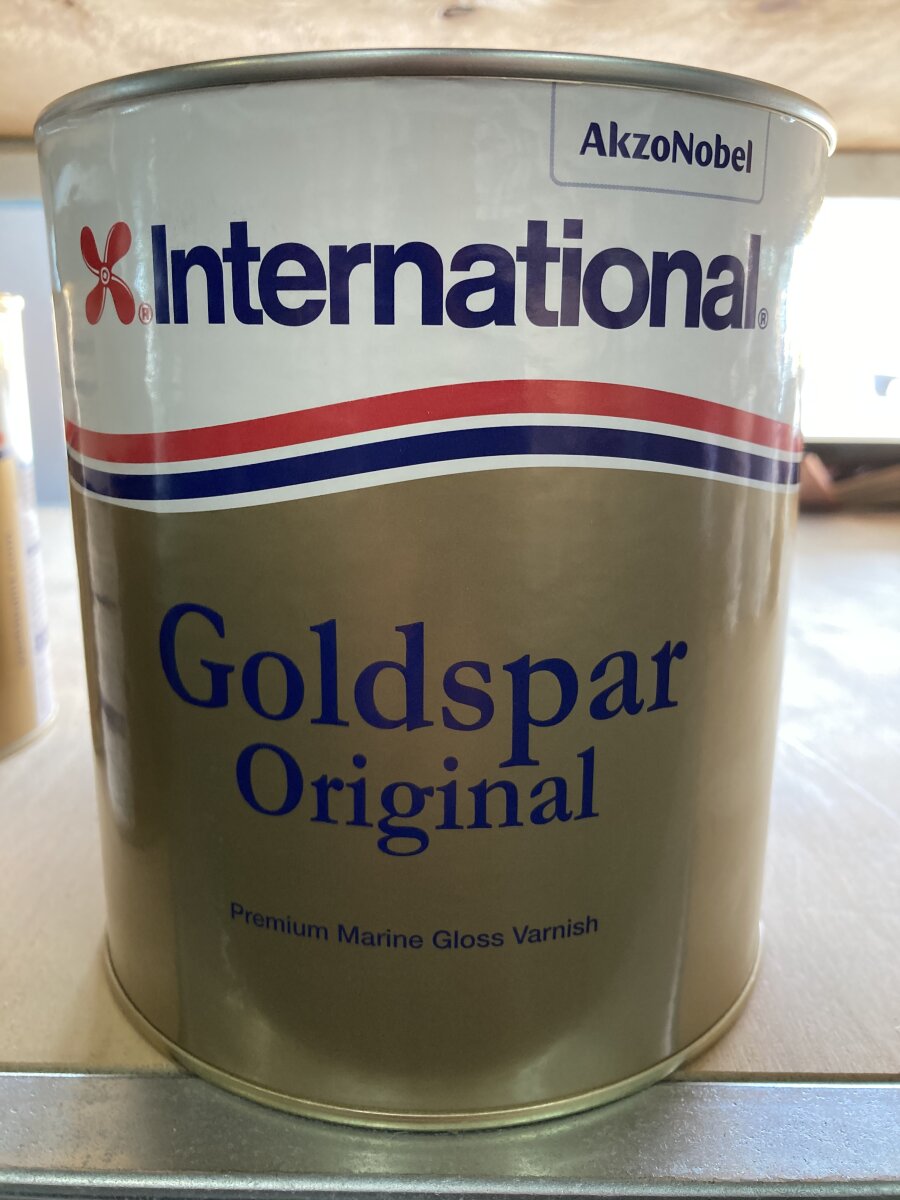 AkzoNobel
®International®
Goldspar
Original
Premium Marine Gloss Varnish